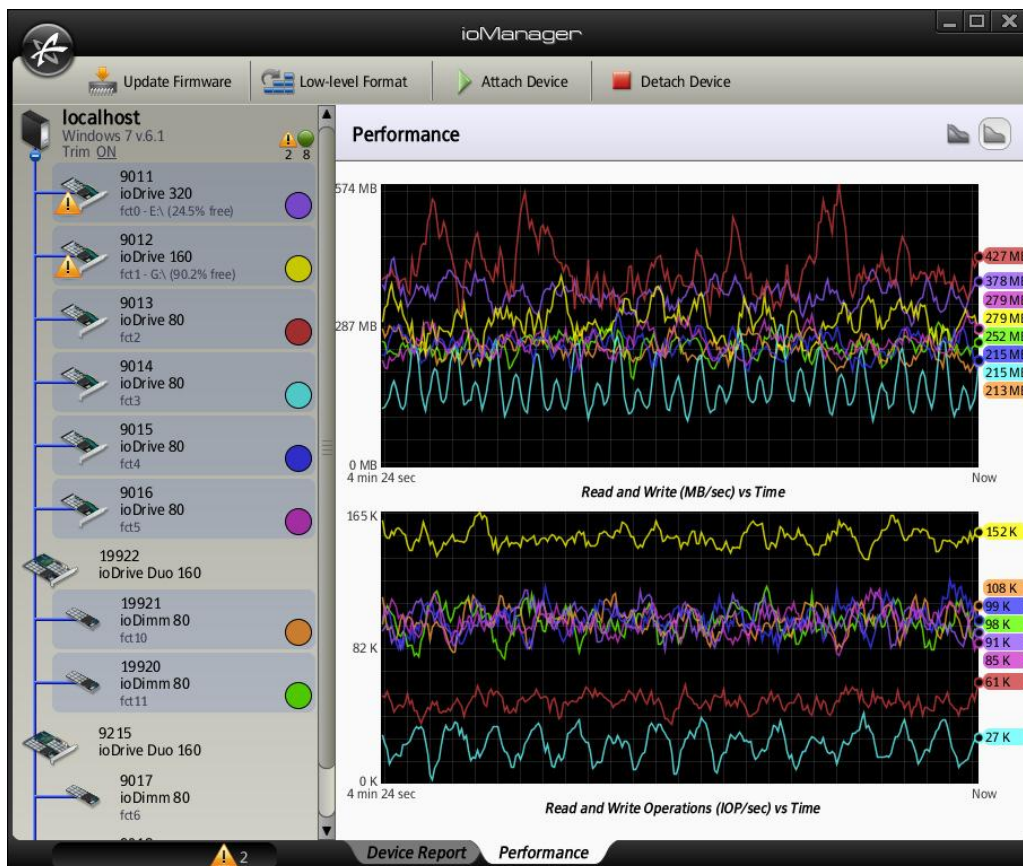 ioManager
Update Firmware
Low-level Format
Attach Device
Detach Device
localhost
Windows 7 v.6.1
Trim ON
2 8
9011
ioDrive 320
fct0 - E:\ (24.5% free)
9012
ioDrive 160
fct1 - G:\ (90.2% free)
9013
ioDrive 80
fct2
9014
ioDrive 80
fct3
9015
ioDrive 80
fct4
9016
ioDrive 80
fct5
19922
ioDrive Duo 160
19921
ioDimm 80
fct10
19920
ioDimm 80
fct11
9215
ioDrive Duo 160
9017
ioDimm 80
fct6
2
Performance
574 MB
287 MB
0 MB
427 MB
378 MB
279 MB
279 MB
252 MB
215 MB
215 MB
213 MB
4 min 24 sec
Now
Read and Write (MB/sec) vs Time
165 K
82 K
0 K
152 K
108 K
99 K
98 K
91 K
85 K
61 K
27 K
4 min 24 sec
Now
Read and Write Operations (IOP/sec) vs Time
Device Report
Performance